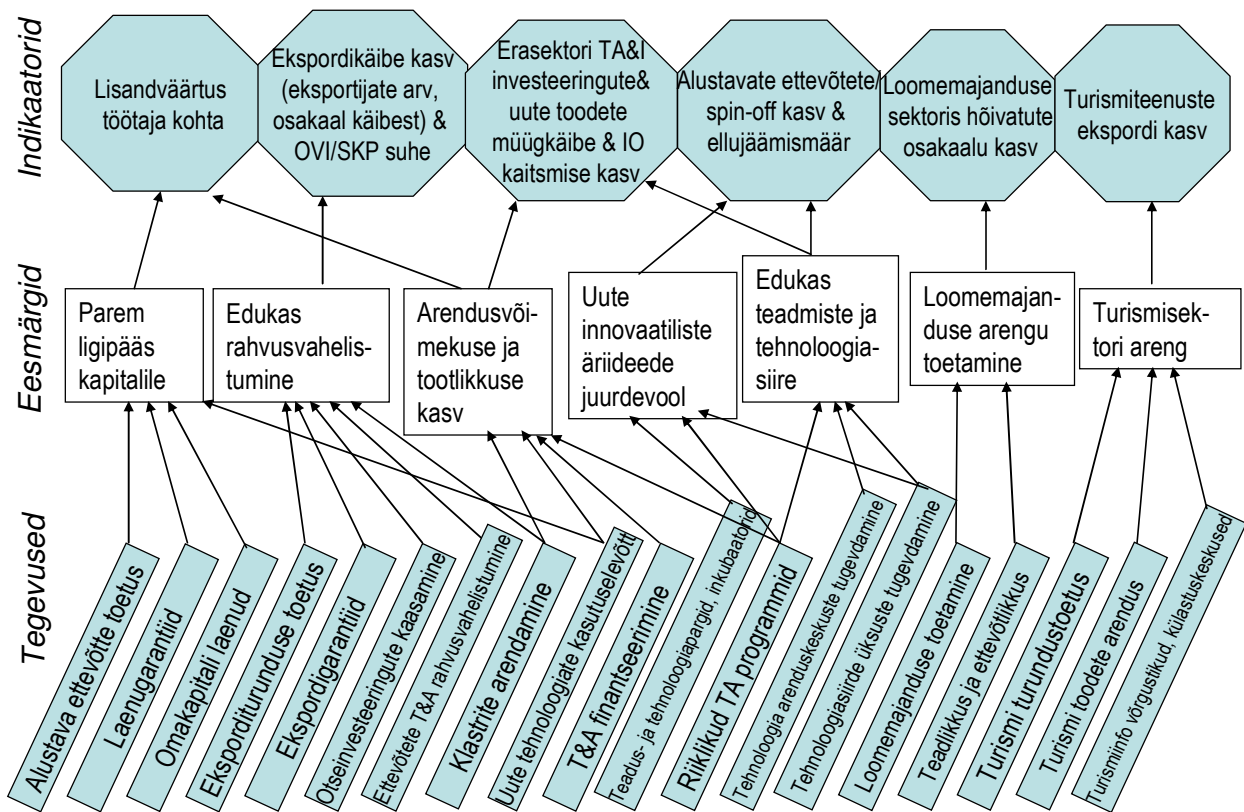 Indikaatorid
Lisandväärtus
töötaja kohta
Ekspordikäibe kasv
(eksportijate arv,
osakaal käibest) &
OVI/SKP suhe
Erasektori TA&I
investeeringute&
uute toodete
müügkäibe & IO
kaitsmise kasv
Alustavate ettevõtete/
spin-off kasv &
ellujäämismäär
Loomemajanduse
sektoris hõivatute
osakaalu kasv
Turismiteenuste
ekspordi kasv
Eesmärgid
Parem
ligipääs
kapitalile
Edukas
rahvusvahelis-
tumine
Arendusvõi-
mekuse ja
tootlikkuse
kasv
Uute
innovaatiliste
äriideede
juurdevool
Edukas
teadmiste ja
tehnoloogia-
siire
Loomemajan-
duse arengu
toetamine
Turismisek-
tori areng
Tegevused
Alustava ettevõtte toetus
Laenugarantiid
Omakapitali laenud
Eksporditurunduse toetus
Ekspordigarantiid
Otseinvesteeringute kaasamine
Ettevõtete T&A rahvusvahelistumine
Klastrite arendamine
Uute tehnoloogiate kasutuselevõtt
T&A finantseerimine
Teadus- ja tehnoloogiapargid, inkubaatorid
Riiklikud TA programmid
Tehnoloogia arenduskeskuste tugevdamine
Tehnoloogiasiirde üksuste tugevdamine
Loomemajanduse toetamine
Teadlikkus ja ettevõtlikkus
Turismi turundustoetus
Turismi toodete arendus
Turismiinfo võrgustikud, külastuskeskused